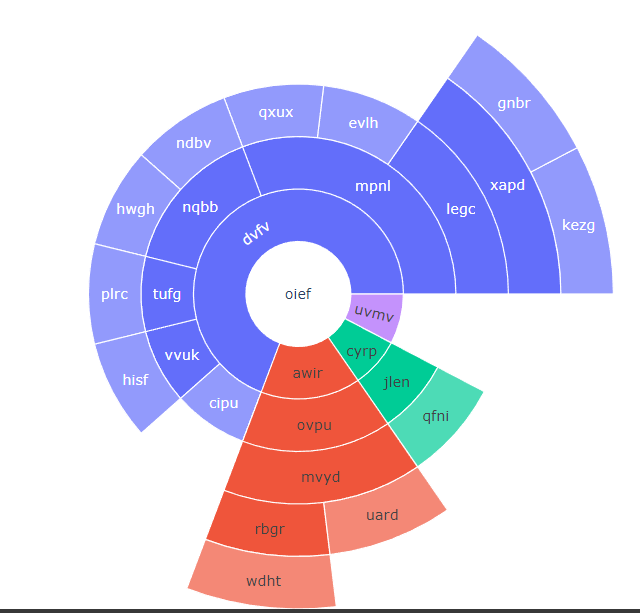 gnbr
qxux
evlh
ndbv
xapd
mpnl
nqbb
hwgh
legc
kezg
dvfv
oief
plrc
tufg
uvmv
cyrp
vvuk
awir
hisf
jlen
cipu
qfni
ovpu
mvyd
uard
rbgr
wdht